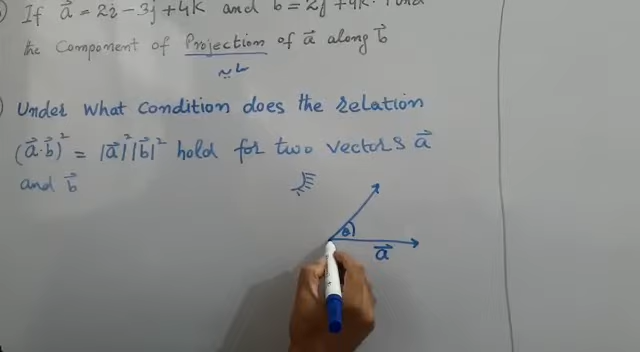 ) If a⃗ = 2i - 3j + 4k and b = 2j + 4k. Find
the Component of Projection of a⃗ along b⃗
) Under What Condition does the relation
(a⃗·b⃗)² = |a⃗|²|b⃗|² hold for two vectors a⃗
and b⃗
θ
a⃗